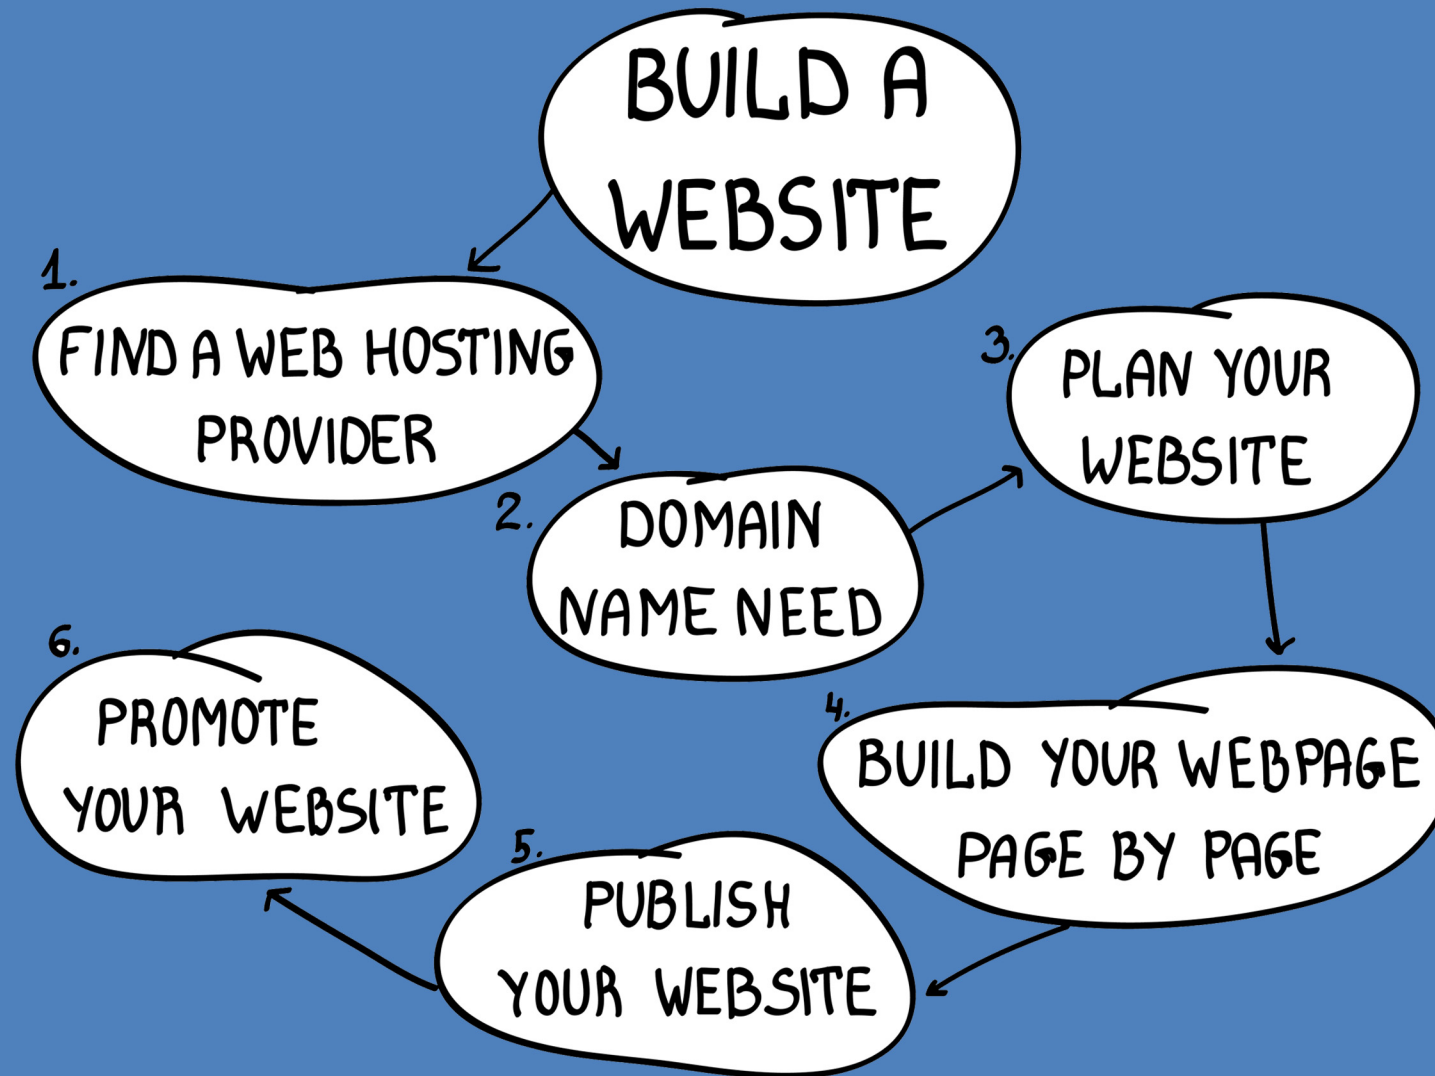 BUILD A
WEBSITE
1.
FIND A WEB HOSTING
PROVIDER
2.
DOMAIN
NAME NEED
3.
PLAN YOUR
WEBSITE
4.
BUILD YOUR WEBPAGE
PAGE BY PAGE
5.
PUBLISH
YOUR WEBSITE
6.
PROMOTE
YOUR WEBSITE